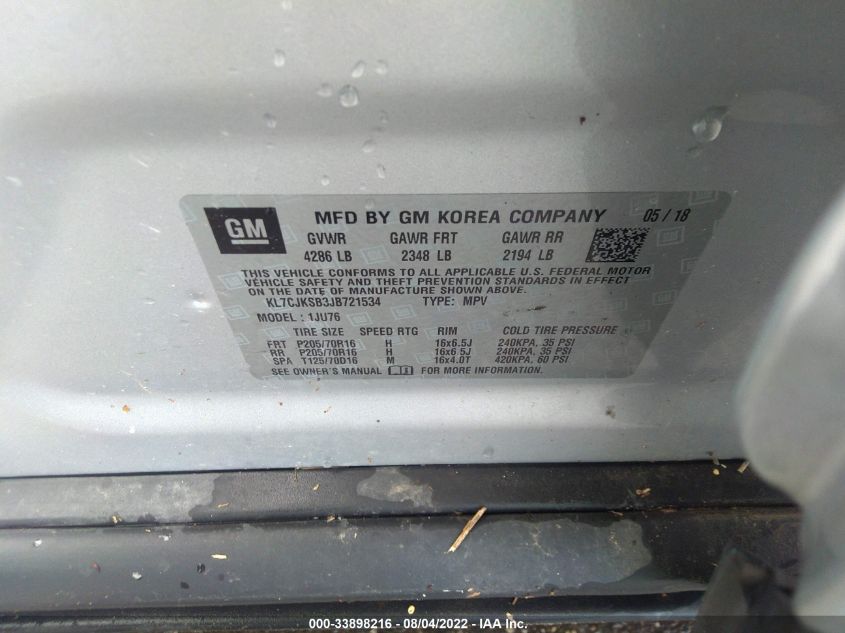 GM
MFD BY GM KOREA COMPANY 05 / 18
GVWR GAWR FRT GAWR RR
4286 LB 2348 LB 2194 LB
THIS VEHICLE CONFORMS TO ALL APPLICABLE U.S. FEDERAL MOTOR
VEHICLE SAFETY AND THEFT PREVENTION STANDARDS IN EFFECT
ON THE DATE OF MANUFACTURE SHOWN ABOVE.
KL7CJKSB3JB721534 TYPE: MPV
MODEL : 1JU76
TIRE SIZE SPEED RTG RIM COLD TIRE PRESSURE
FRT P205/70R16 H 16x6.5J 240KPA, 35 PSI
RR P205/70R16 H 16x6.5J 240KPA, 35 PSI
SPA T125/70D16 M 16x4.0T 420KPA, 60 PSI
SEE OWNER'S MANUAL FOR MORE INFORMATION.
000-33898216 - 08/04/2022 - IAA Inc.